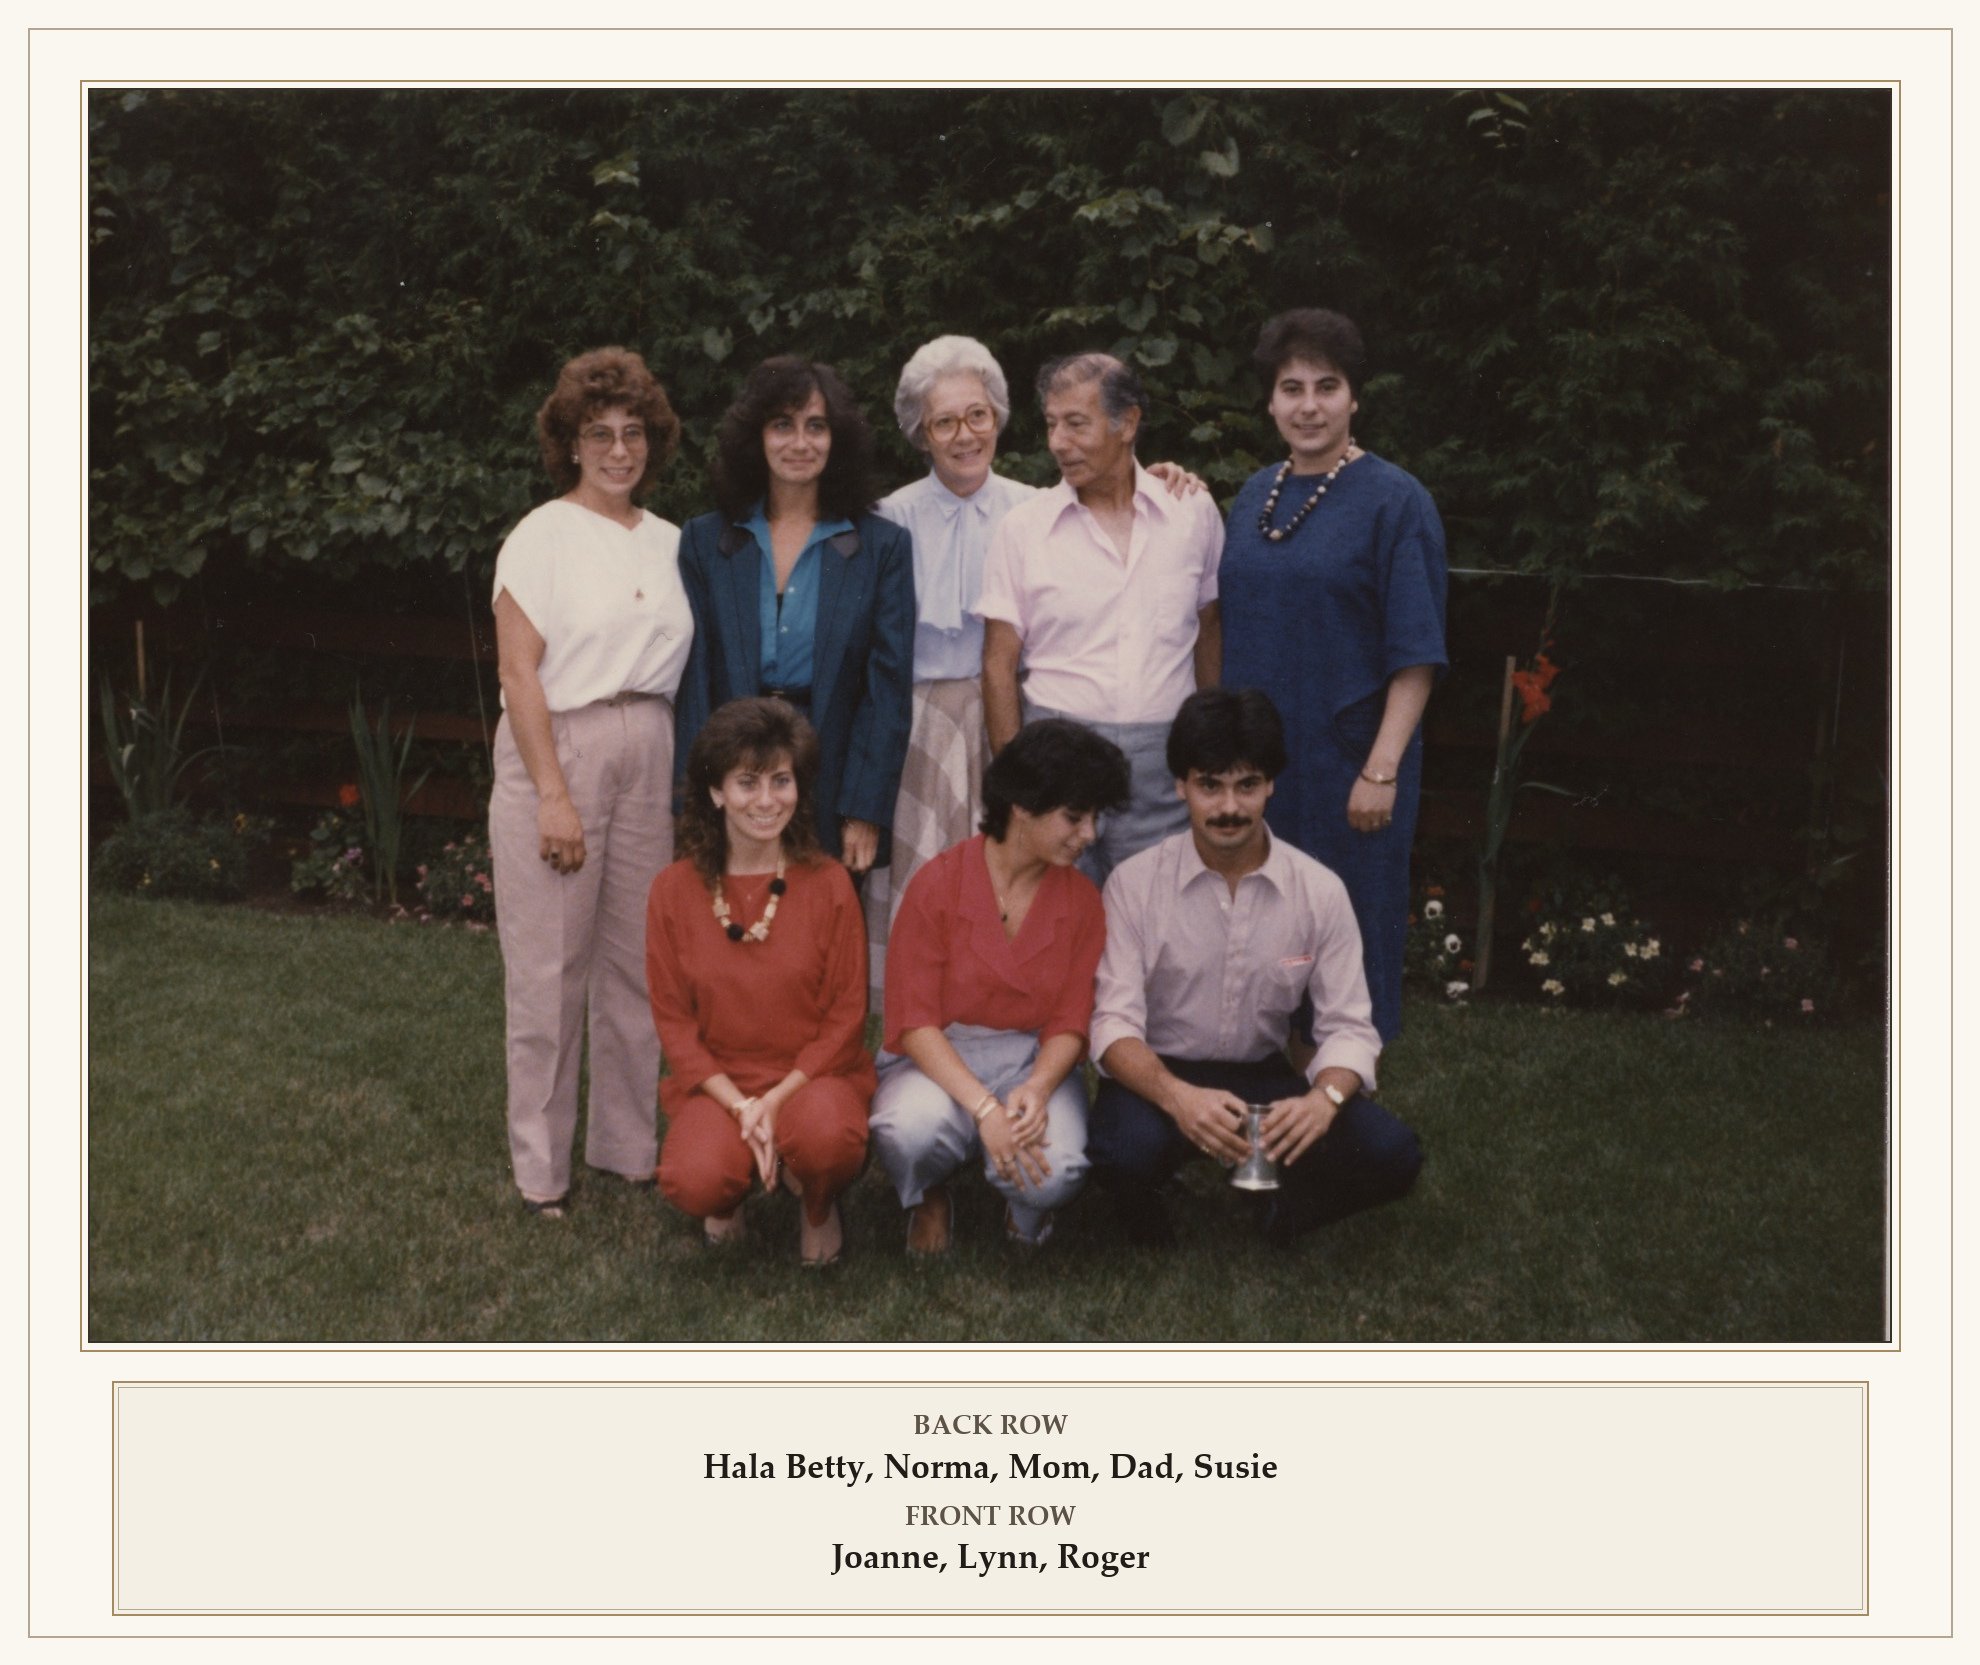 BACK ROW
Hala Betty, Norma, Mom, Dad, Susie
FRONT ROW
Joanne, Lynn, Roger